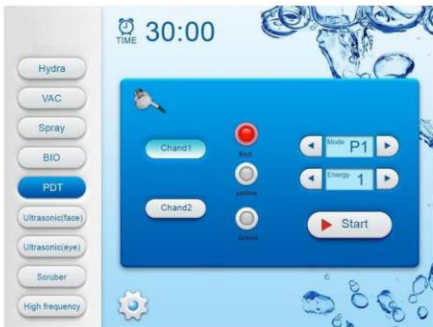 TIME 30:00
Hydra
VAC
Spray
BIO
PDT
Ultrasonic(face)
Ultrasonic(eye)
Scruber
High frequency
Chand1
Chand2
Red
yellow
Green
Mode P1
Energy 1
Start